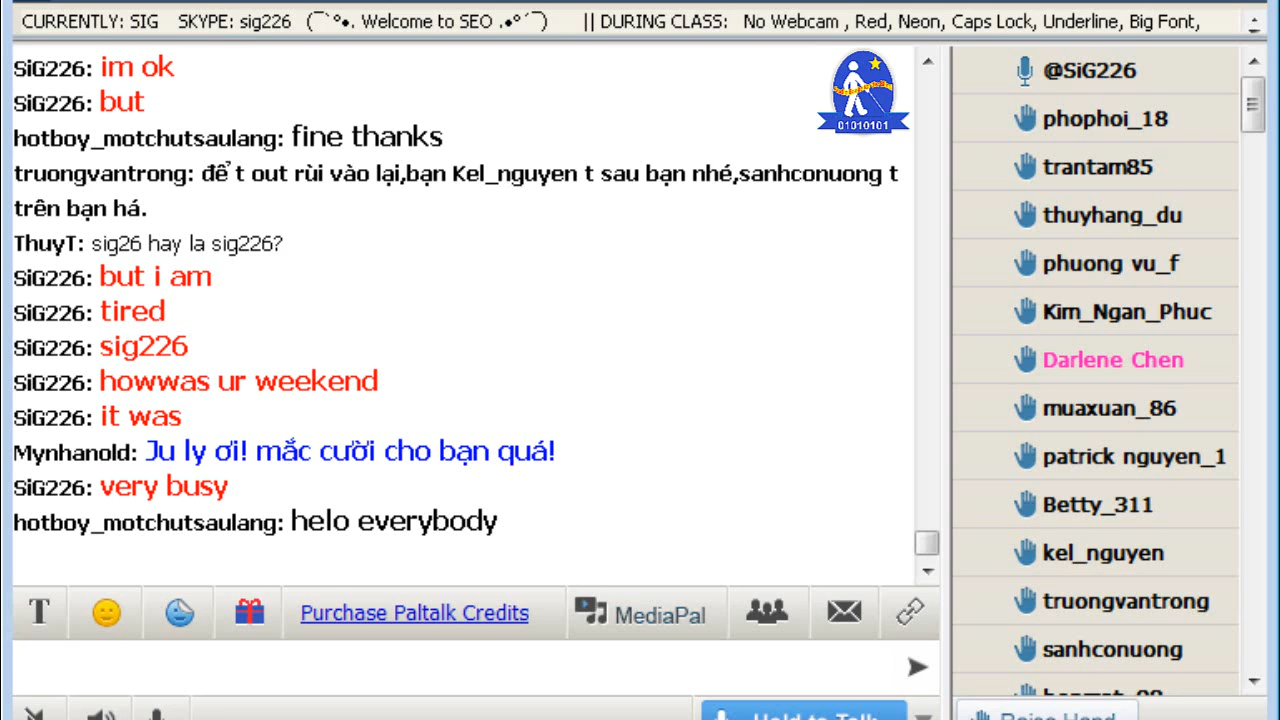 CURRENTLY: SIG SKYPE: sig226 (¯`°•. Welcome to SEO .•°´¯) || DURING CLASS: No Webcam , Red, Neon, Caps Lock, Underline, Big Font,
SiG226: im ok
SiG226: but
hotboy_motchutsaulang: fine thanks
truongvantrong: để t out rùi vào lại,bạn Kel_nguyen t sau bạn nhé,sanhconuong t
trên bạn há.
ThuyT: sig26 hay la sig226?
SiG226: but i am
SiG226: tired
SiG226: sig226
SiG226: howwas ur weekend
SiG226: it was
Mynhanold: Ju ly ơi! mắc cười cho bạn quá!
SiG226: very busy
hotboy_motchutsaulang: helo everybody
01010101
Purchase Paltalk Credits
MediaPal
Hold to Talk
@SiG226
phophoi_18
trantam85
thuyhang_du
phuong vu_f
Kim_Ngan_Phuc
Darlene Chen
muaxuan_86
patrick nguyen_1
Betty_311
kel_nguyen
truongvantrong
sanhconuong
Raise Hand